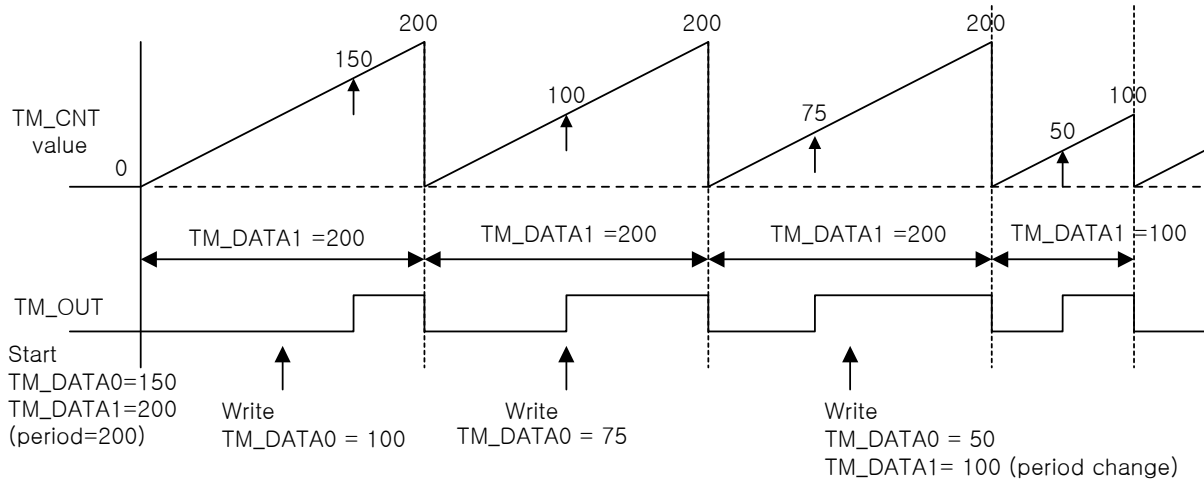 200
200
200
150
100
100
75
50
TM_CNT
value
0
TM_DATA1 =200
TM_DATA1 =200
TM_DATA1 =200
TM_DATA1 =100
TM_OUT
Start
TM_DATA0=150
TM_DATA1=200
(period=200)
Write
TM_DATA0 = 100
Write
TM_DATA0 = 75
Write
TM_DATA0 = 50
TM_DATA1= 100 (period change)